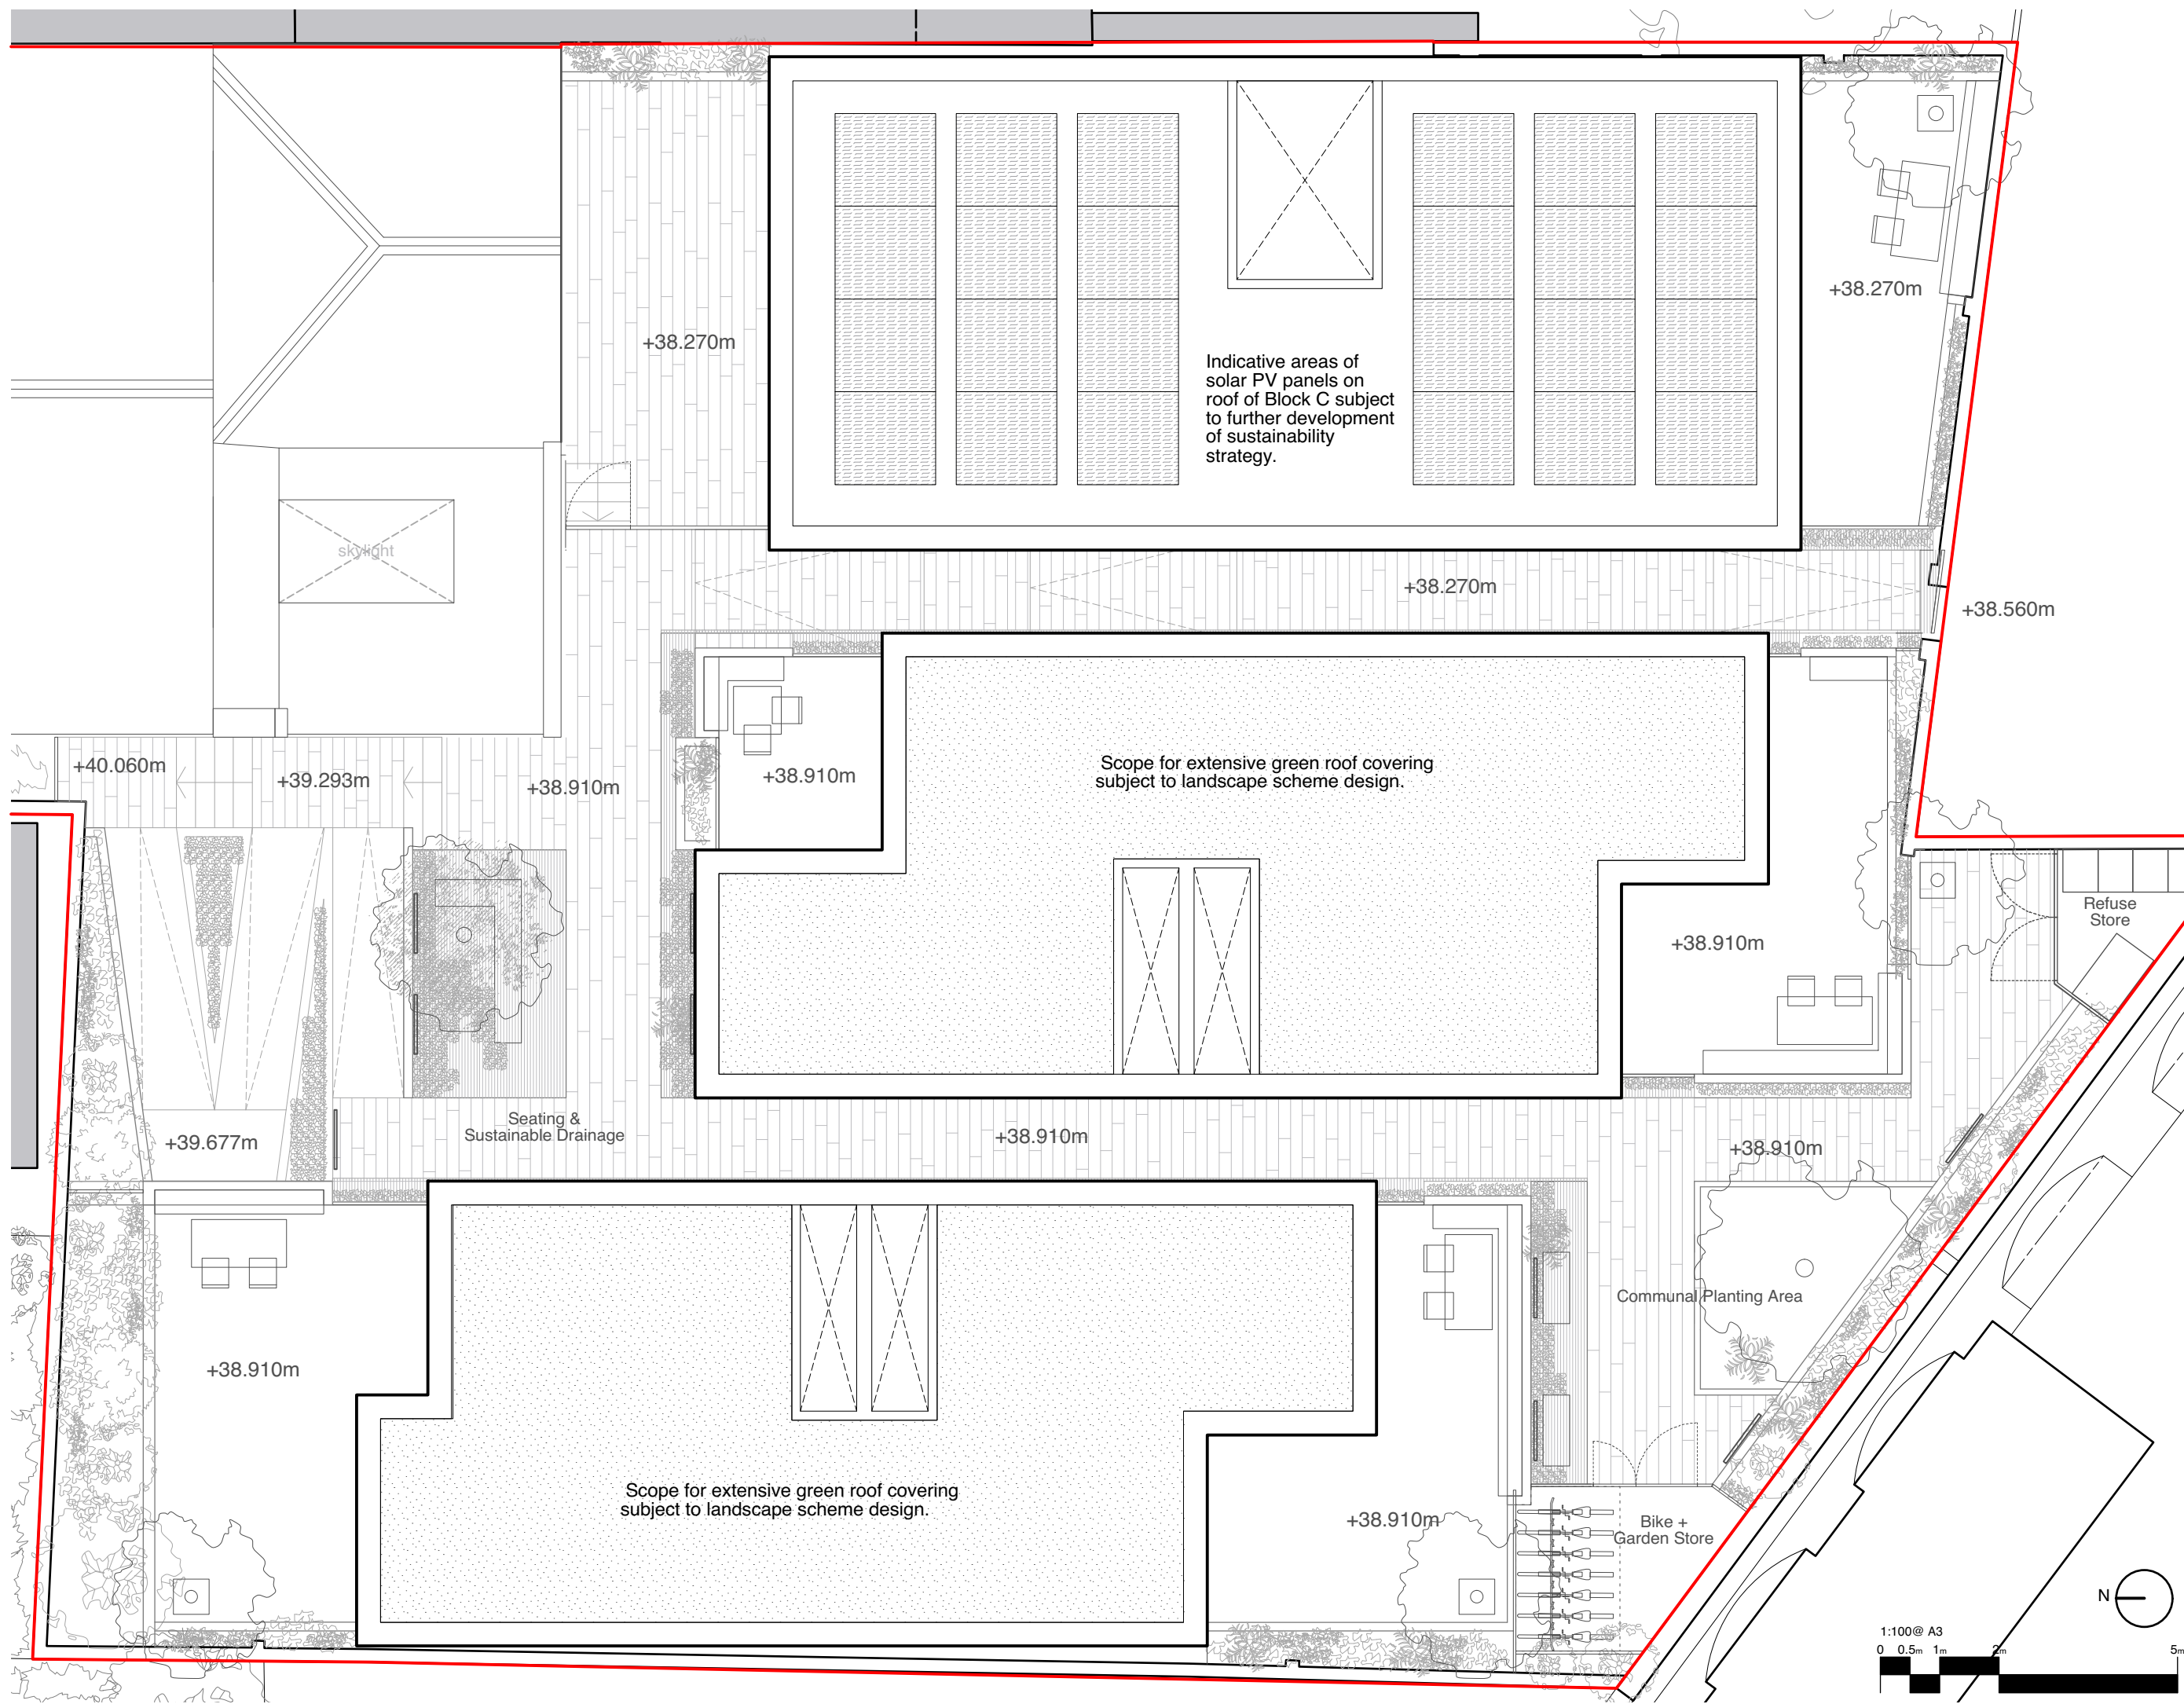 +38.270m
+38.270m
Indicative areas of
solar PV panels on
roof of Block C subject
to further development
of sustainability
strategy.
skylight
+38.270m
+38.560m
+40.060m
+39.293m
+38.910m
+38.910m
Scope for extensive green roof covering
subject to landscape scheme design.
+38.910m
Refuse
Store
+39.677m
Seating &
Sustainable Drainage
+38.910m
+38.910m
Communal Planting Area
+38.910m
Scope for extensive green roof covering
subject to landscape scheme design.
+38.910m
Bike +
Garden Store
N
1:100@ A3
0 0.5m 1m 2m 5m